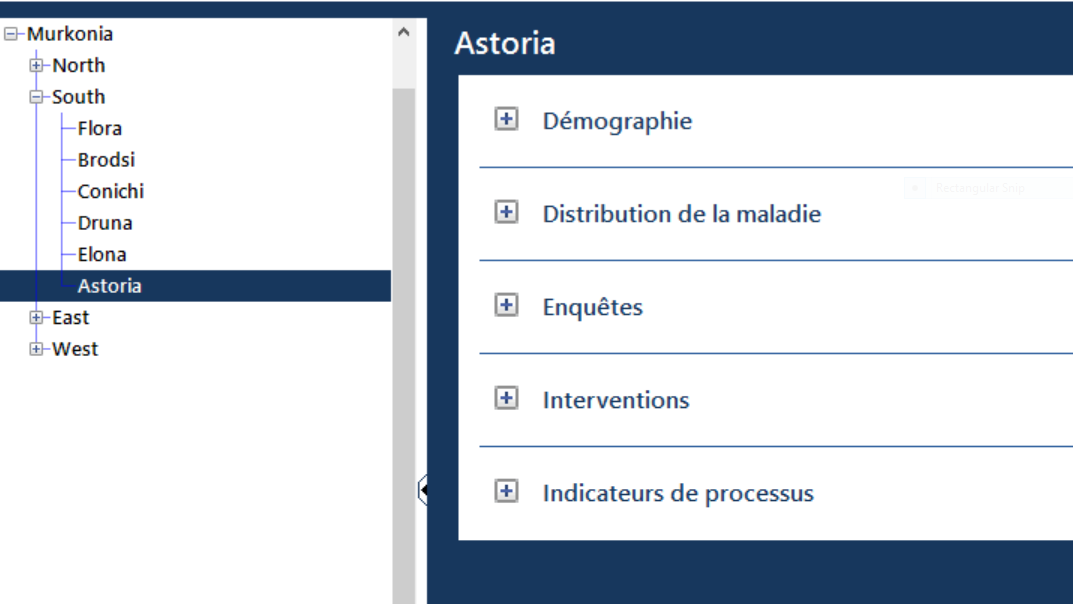 Murkonia
North
South
Flora
Brodsi
Conichi
Druna
Elona
Astoria
East
West
Astoria
Démographie
Distribution de la maladie
Rectangular Snip
Enquêtes
Interventions
Indicateurs de processus